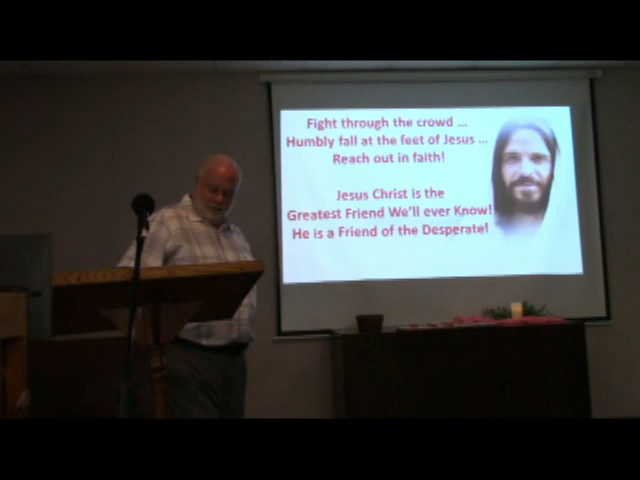 Fight through the crowd ...
Humbly fall at the feet of Jesus ...
Reach out in faith!
Jesus Christ is the
Greatest Friend We'll ever Know!
He is a Friend of the Desperate!